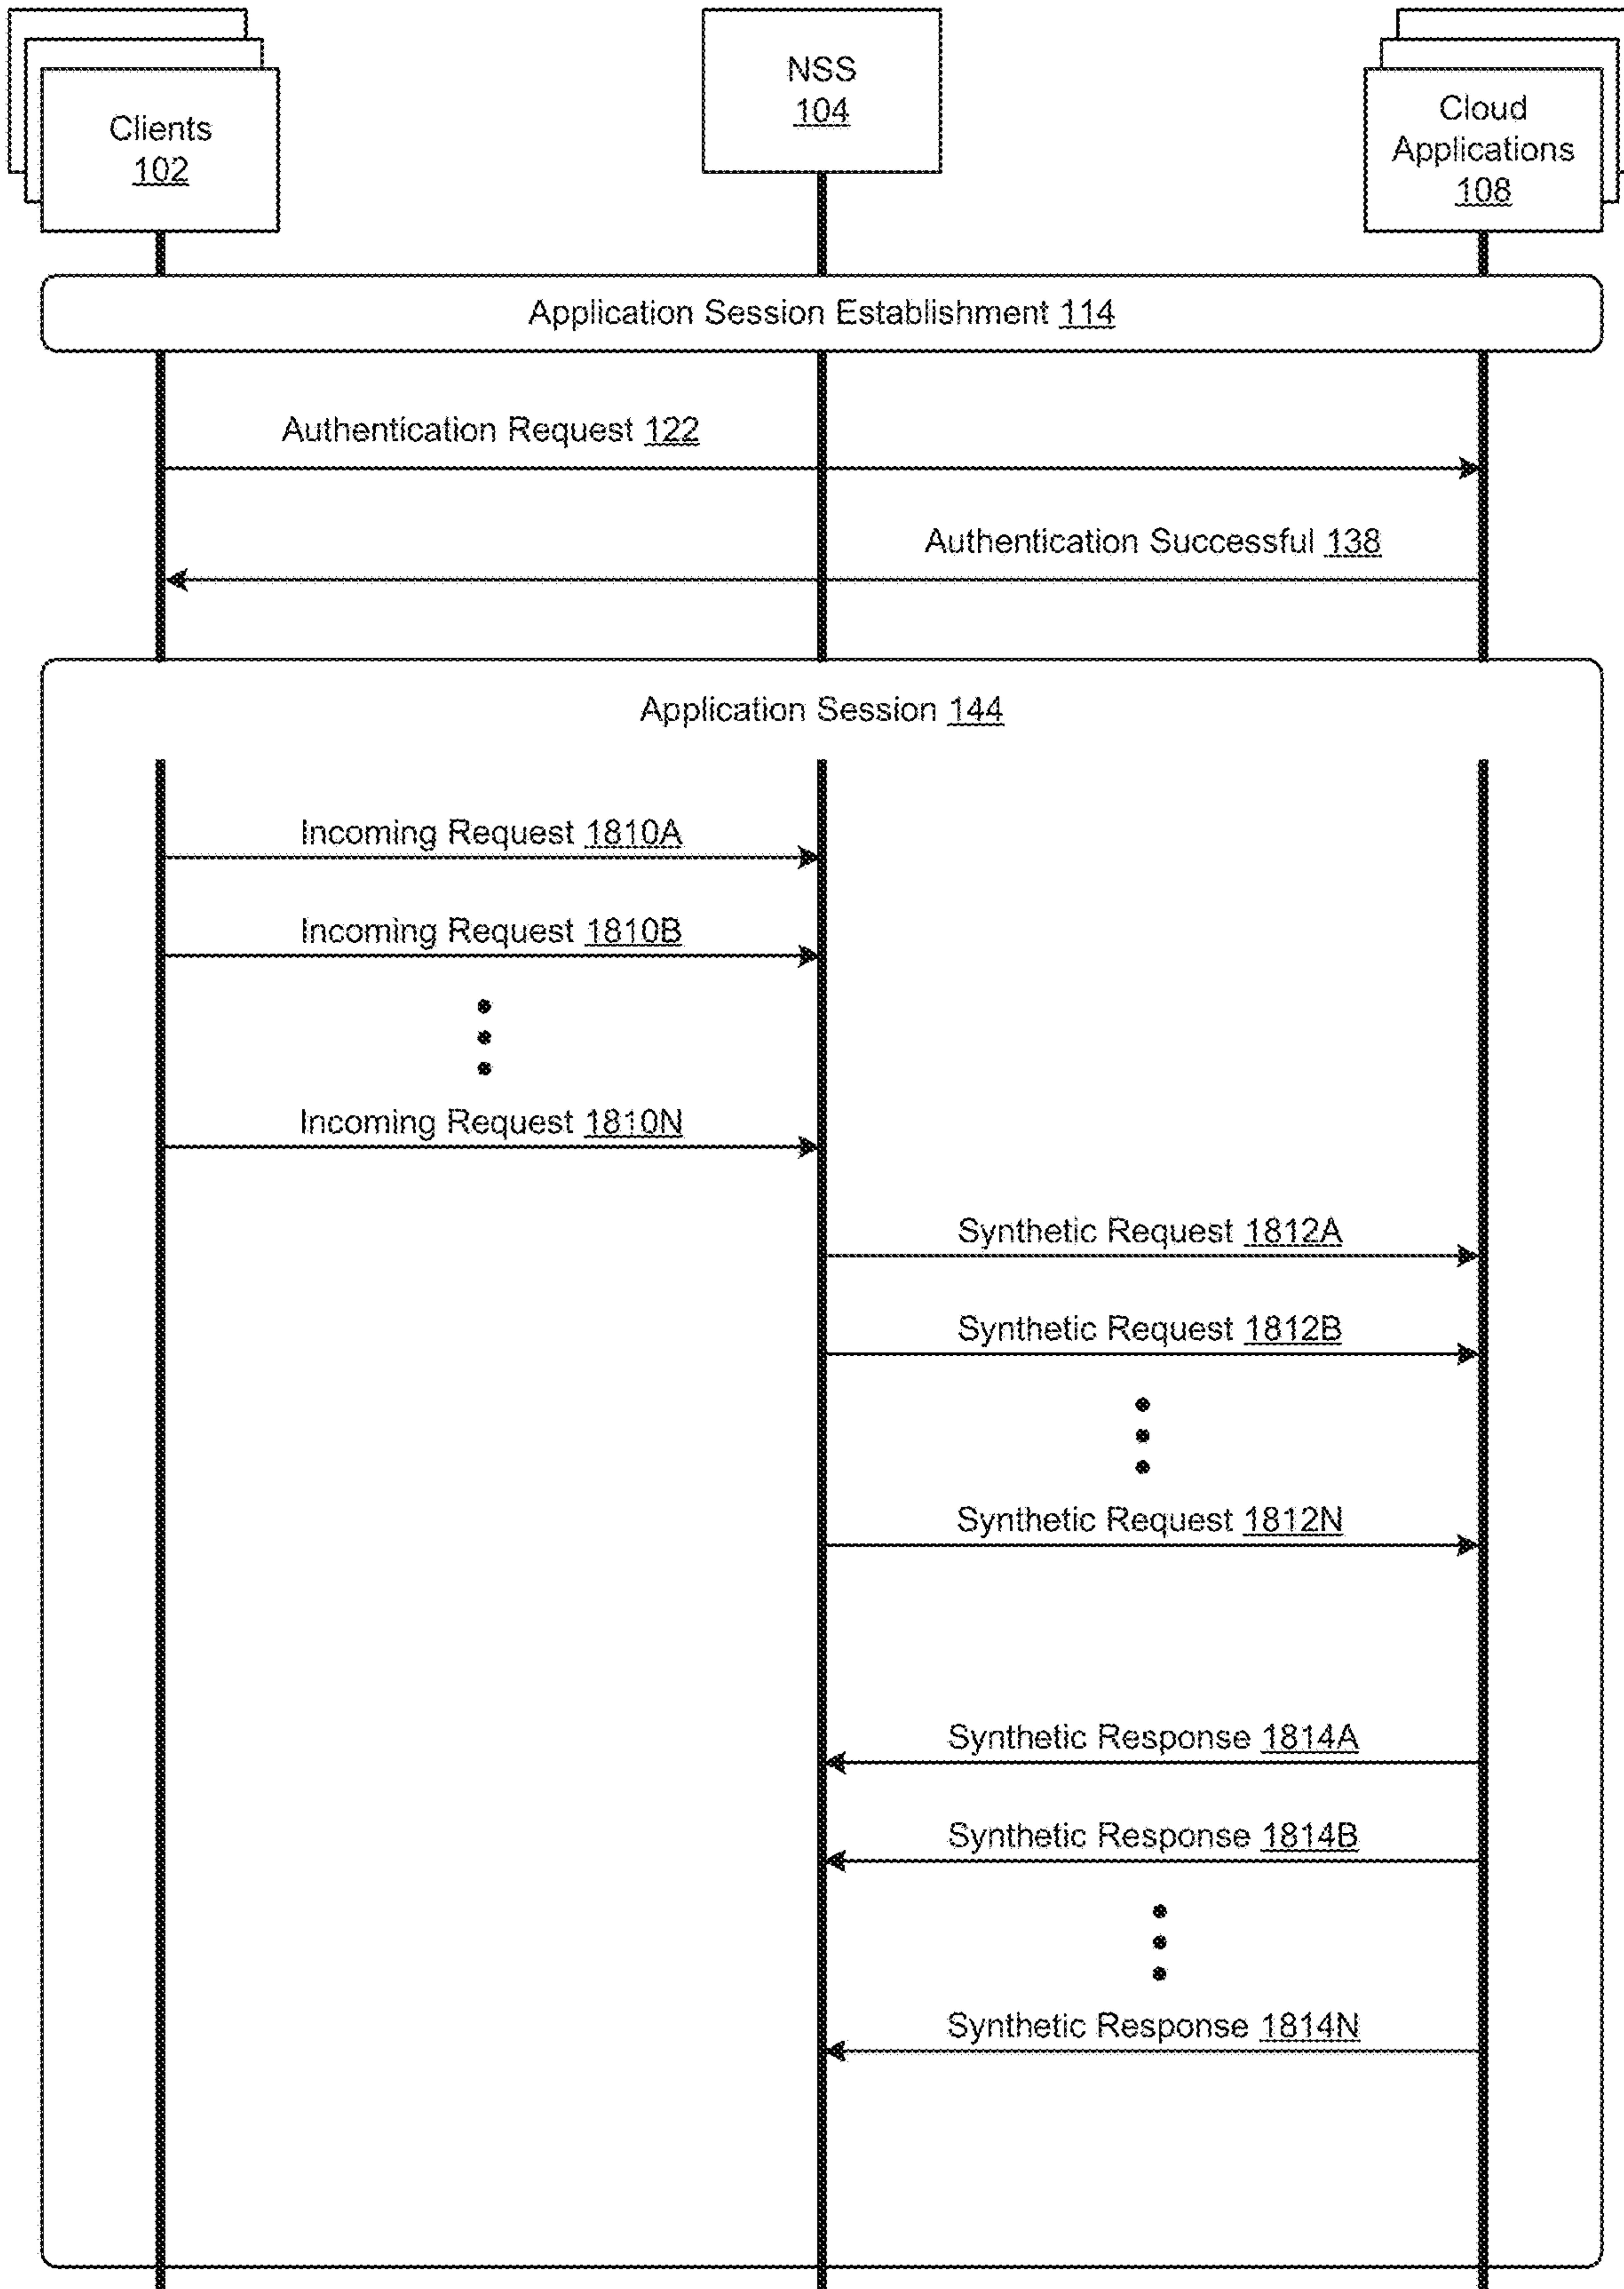 Clients
102
NSS
104
Cloud
Applications
108
Application Session Establishment 114
Authentication Request 122
Authentication Successful 138
Application Session 144
Incoming Request 1810A
Incoming Request 1810B
Incoming Request 1810N
Synthetic Request 1812A
Synthetic Request 1812B
Synthetic Request 1812N
Synthetic Response 1814A
Synthetic Response 1814B
Synthetic Response 1814N